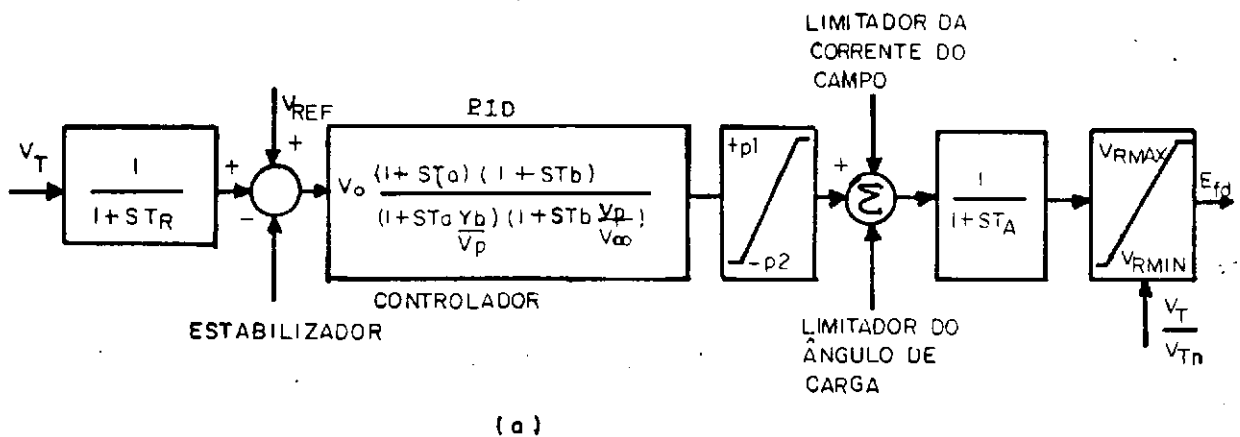 LIMITADOR DA
CORRENTE DO
CAMPO
V_T
1
1+ST_R
+
-
V_REF
+
ESTABILIZADOR
PID
V_o (1+STa) (1+STb)
(1+STa Yb/Vp) (1+STb Vp/V∞)
CONTROLADOR
+p1
-p2
+
Σ
LIMITADOR DO
ÂNGULO DE
CARGA
1
1+ST_A
V_RMAX
V_RMIN
E_fd
V_T
V_Tn
(a)